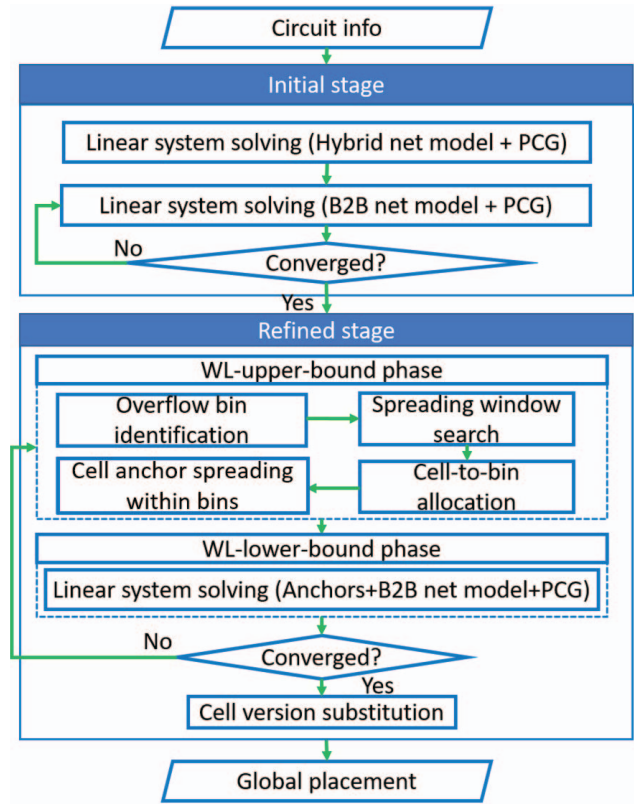 Circuit info
Initial stage
Linear system solving (Hybrid net model + PCG)
Linear system solving (B2B net model + PCG)
No
Converged?
Yes
Refined stage
WL-upper-bound phase
Overflow bin
identification
Spreading window
search
Cell anchor spreading
within bins
Cell-to-bin
allocation
WL-lower-bound phase
Linear system solving (Anchors+B2B net model+PCG)
No
Converged?
Yes
Cell version substitution
Global placement